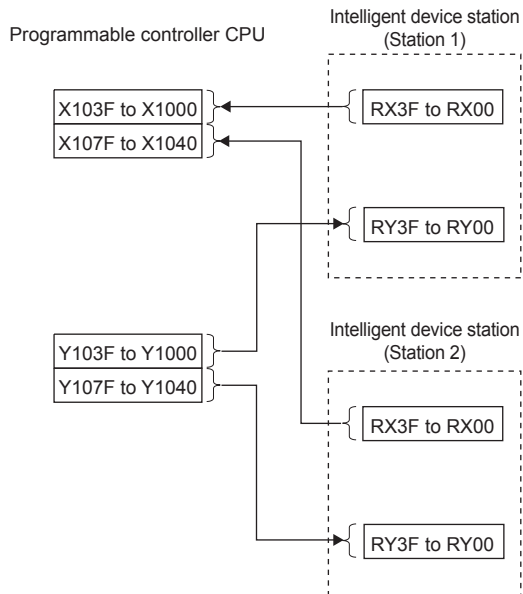 Programmable controller CPU
Intelligent device station
(Station 1)
X103F to X1000
X107F to X1040
RX3F to RX00
RY3F to RY00
Y103F to Y1000
Y107F to Y1040
Intelligent device station
(Station 2)
RX3F to RX00
RY3F to RY00